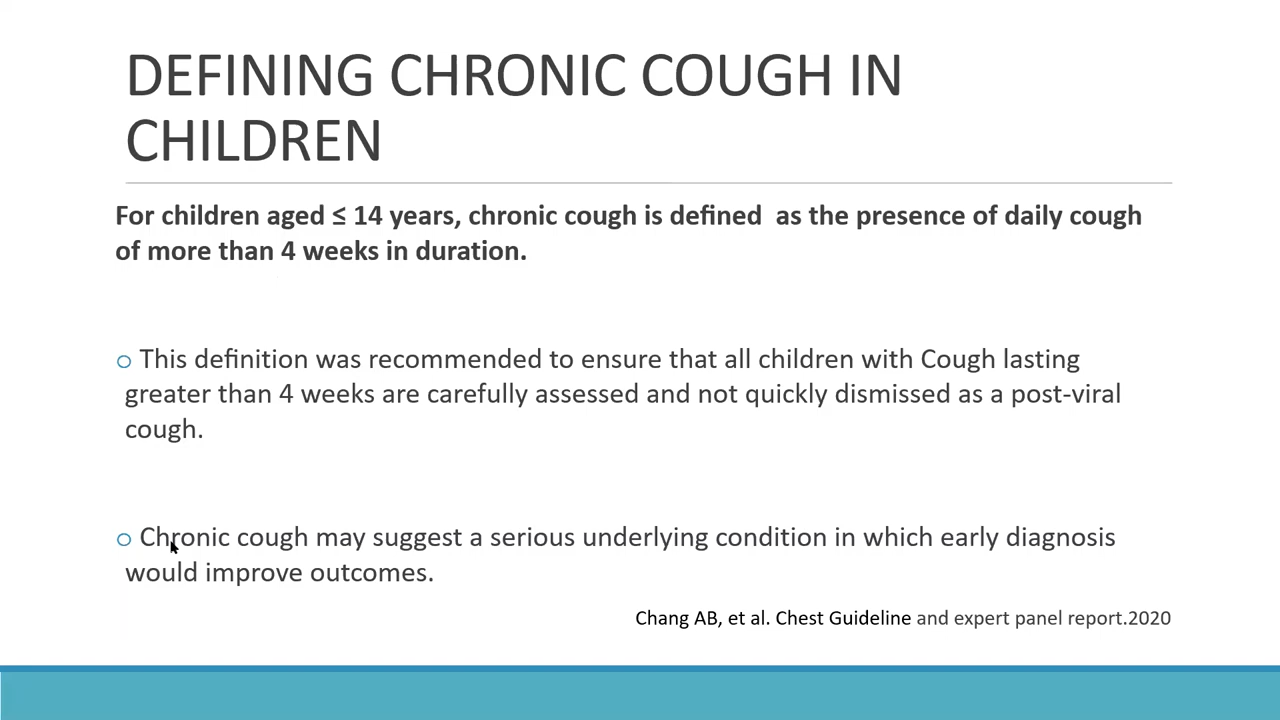 DEFINING CHRONIC COUGH IN
CHILDREN
For children aged ≤ 14 years, chronic cough is defined  as the presence of daily cough
of more than 4 weeks in duration.
o This definition was recommended to ensure that all children with Cough lasting
greater than 4 weeks are carefully assessed and not quickly dismissed as a post-viral
cough.
o Chronic cough may suggest a serious underlying condition in which early diagnosis
would improve outcomes.
Chang AB, et al. Chest Guideline and expert panel report.2020